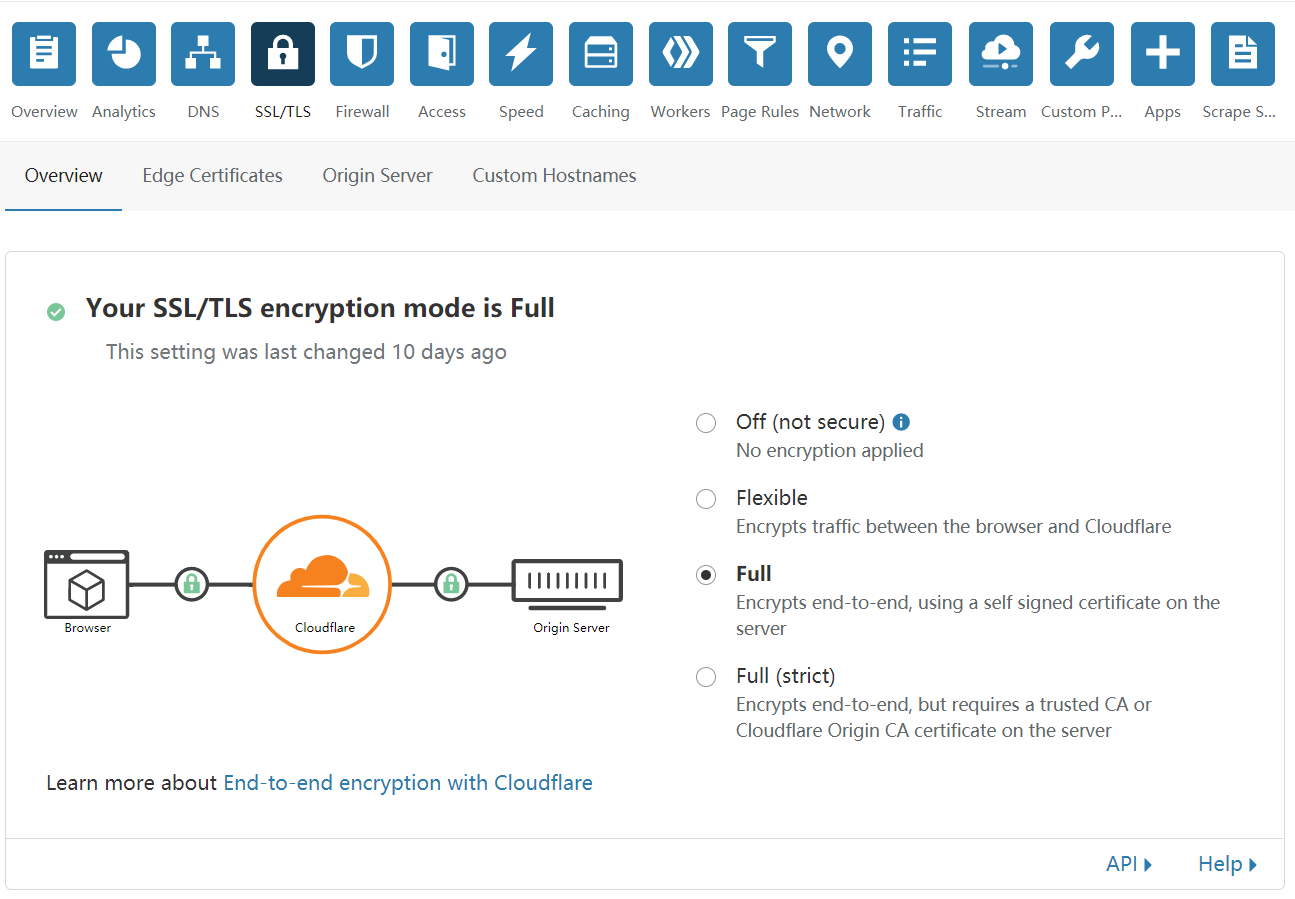 Overview Analytics DNS SSL/TLS Firewall Access Speed Caching Workers Page Rules Network Traffic Stream Custom P... Apps Scrape S...
Overview Edge Certificates Origin Server Custom Hostnames
Your SSL/TLS encryption mode is Full
This setting was last changed 10 days ago
Off (not secure)
No encryption applied
Flexible
Encrypts traffic between the browser and Cloudflare
Full
Encrypts end-to-end, using a self signed certificate on the
server
Full (strict)
Encrypts end-to-end, but requires a trusted CA or
Cloudflare Origin CA certificate on the server
Browser Cloudflare Origin Server
Learn more about End-to-end encryption with Cloudflare
API Help